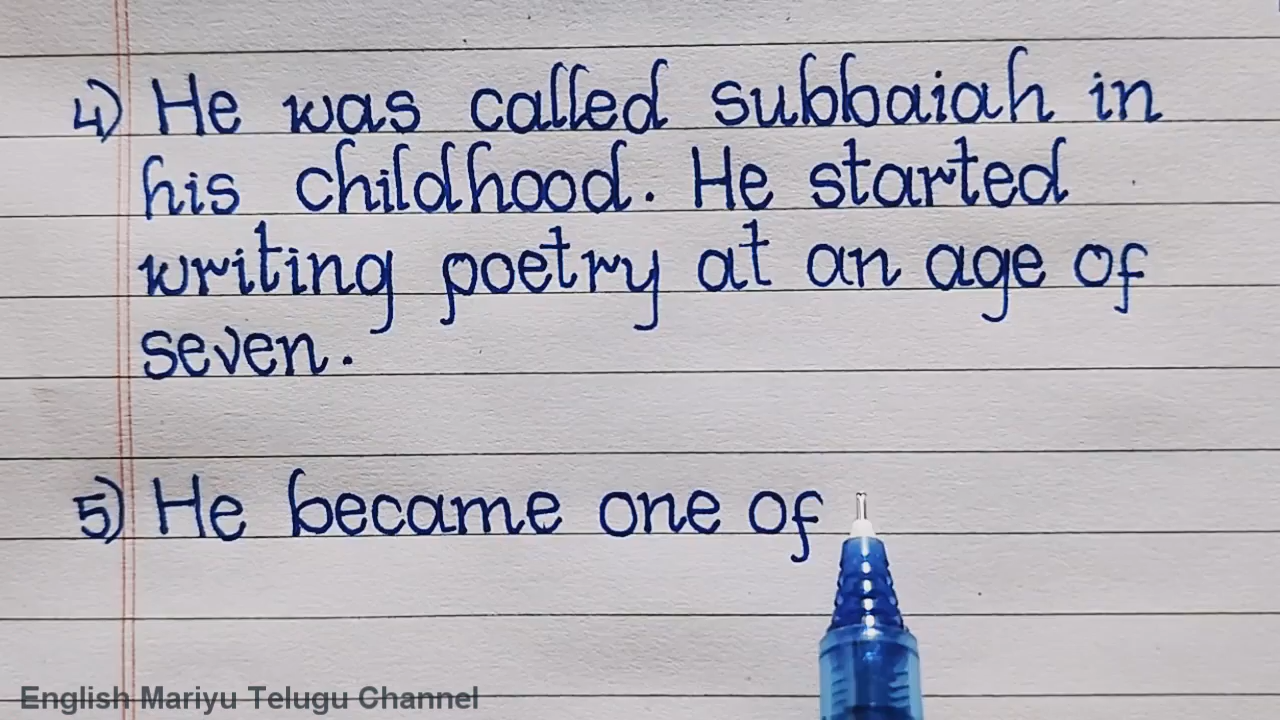 4) He was called subbaiah in
his childhood. He started
writing poetry at an age of
seven.
5) He became one of
English Mariyu Telugu Channel